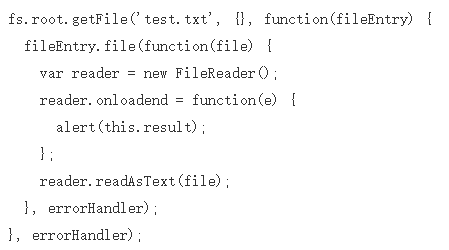 fs.root.getFile('test.txt', {}, function(fileEntry) {
  fileEntry.file(function(file) {
    var reader = new FileReader();
    reader.onloadend = function(e) {
      alert(this.result);
    };
    reader.readAsText(file);
  }, errorHandler);
}, errorHandler);